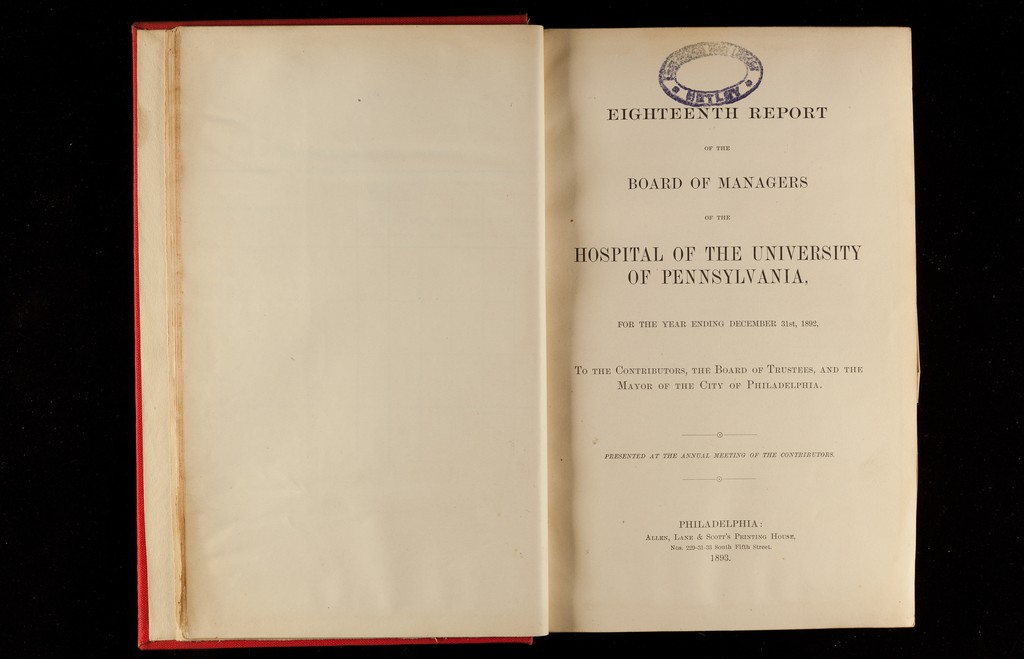 NETLEY
EIGHTEENTH REPORT
OF THE
BOARD OF MANAGERS
OF THE
HOSPITAL OF THE UNIVERSITY
OF PENNSYLVANIA,
FOR THE YEAR ENDING DECEMBER 31st, 1892,
TO THE CONTRIBUTORS, THE BOARD OF TRUSTEES, AND THE
MAYOR OF THE CITY OF PHILADELPHIA.
PRESENTED AT THE ANNUAL MEETING OF THE CONTRIBUTORS.
PHILADELPHIA:
ALLEN, LANE & SCOTT'S PRINTING HOUSE,
Nos. 229-31-33 South Fifth Street.
1893.